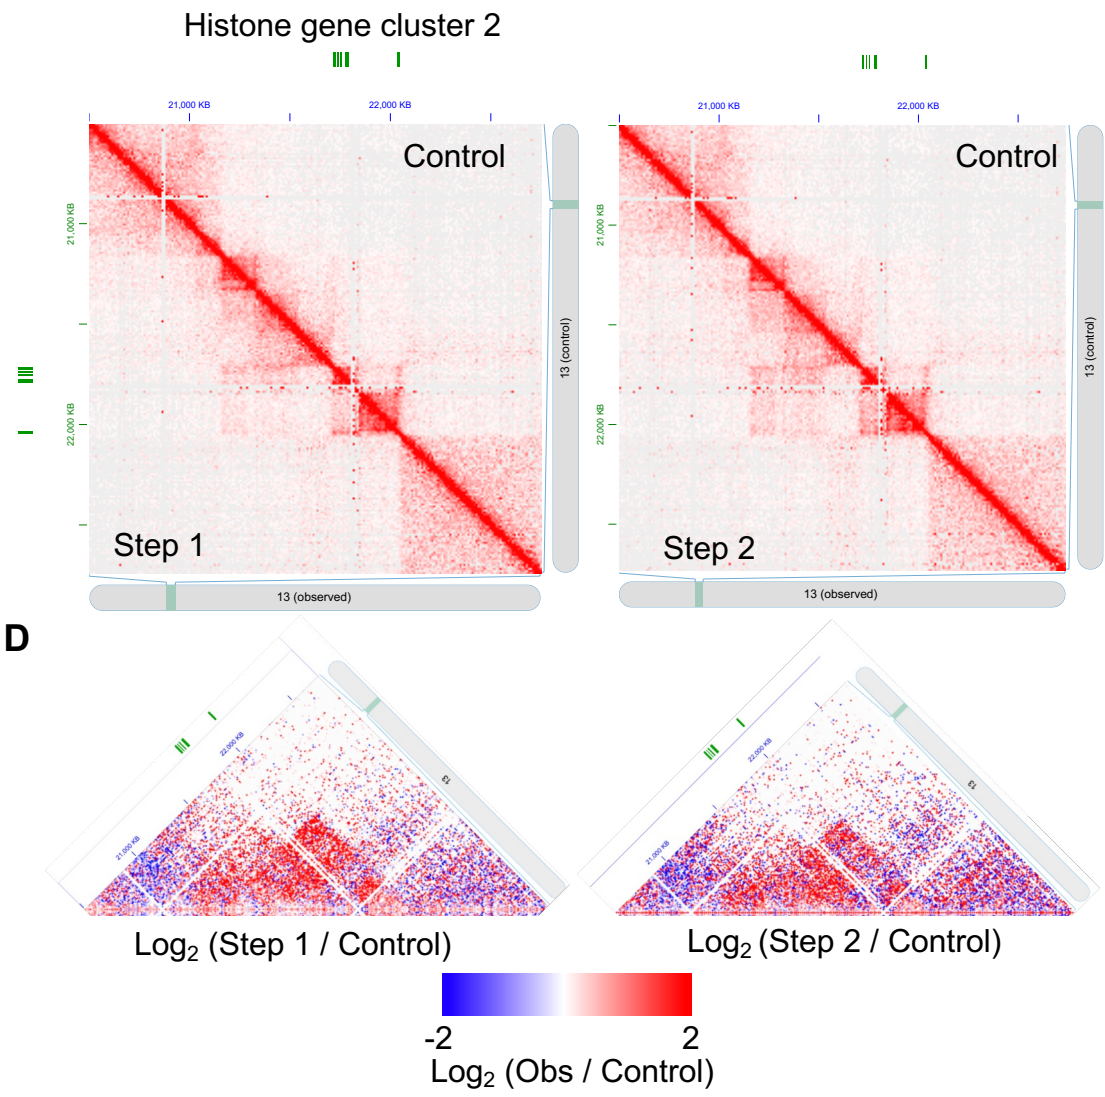 Histone gene cluster 2
21,000 KB 22,000 KB
21,000 KB 22,000 KB
Control
Control
21,000 KB
21,000 KB
13 (control)
13 (control)
22,000 KB
22,000 KB
Step 1
Step 2
13 (observed)
13 (observed)
D
22,000 KB
22,000 KB
13
13
21,000 KB
21,000 KB
Log2 (Step 1 / Control)
Log2 (Step 2 / Control)
-2 2
Log2 (Obs / Control)